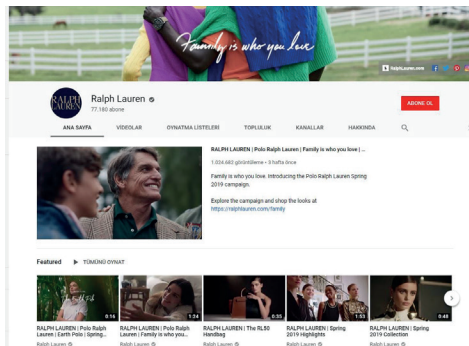 Family is who you love
RalphLauren.com
RALPH
LAUREN
Ralph Lauren
77.180 abone
ABONE OL
ANA SAYFA VİDEOLAR OYNATMA LİSTELERİ TOPLULUK KANALLAR HAKKINDA
RALPH LAUREN | Polo Ralph Lauren | Family is who you love | ...
1.024.682 görüntüleme • 3 hafta önce
Family is who you love. Introducing the Polo Ralph Lauren Spring
2019 campaign.
Explore the campaign and shop the looks at
https://ralphlauren.com/family
Featured ▶ TÜMÜNÜ OYNAT
0:16 1:24 0:55 1:53 0:40
RALPH LAUREN | Polo Ralph RALPH LAUREN | Polo Ralph RALPH LAUREN | The RL50 RALPH LAUREN | Spring RALPH LAUREN | Spring
Lauren | Earth Polo | Spring... Lauren | Family is who you... Handbag 2019 Highlights 2019 Collection
Ralph Lauren Ralph Lauren Ralph Lauren Ralph Lauren Ralph Lauren